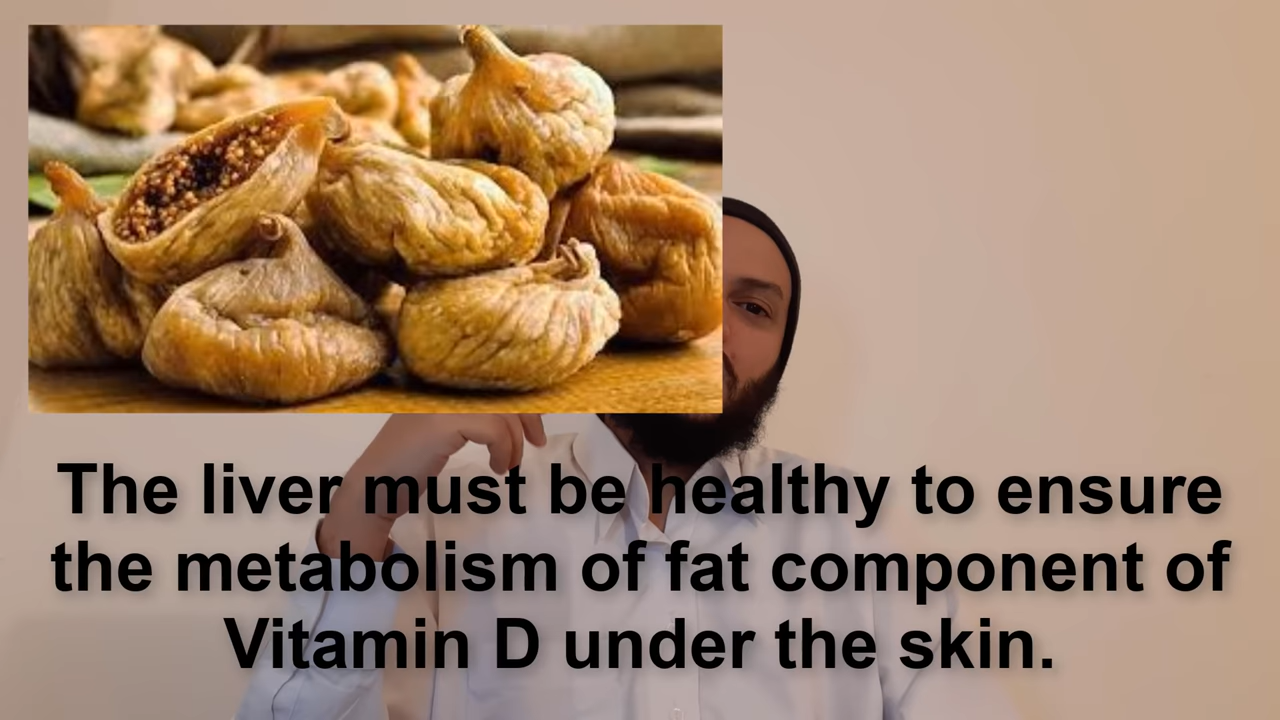 The liver must be healthy to ensure
the metabolism of fat component of
Vitamin D under the skin.